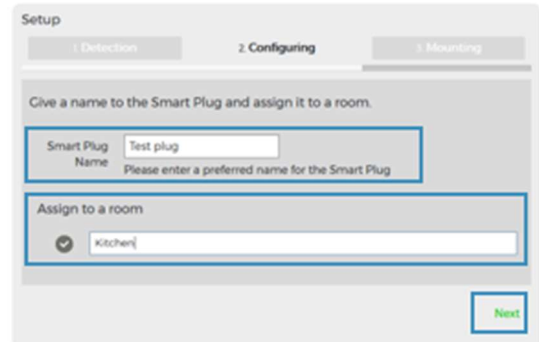 Setup
1. Detection
2. Configuring
3. Mounting
Give a name to the Smart Plug and assign it to a room.
Smart Plug Name
Test plug
Please enter a preferred name for the Smart Plug
Assign to a room
Kitchen
Next